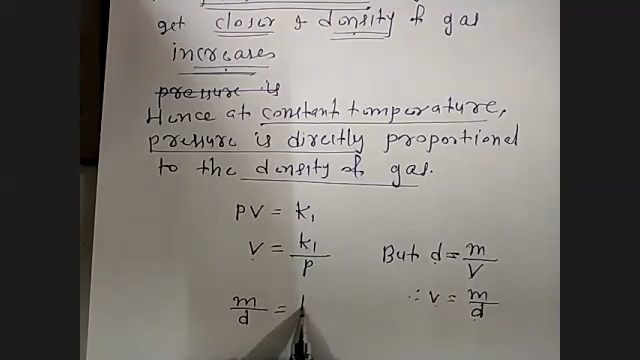 get closer & density of gas
increases
pressure is
Hence at constant temperature,
pressure is directly proportional
to the density of gas.
PV = K₁
V = K₁/P
But d = m/V
∴ V = m/d
m/d =